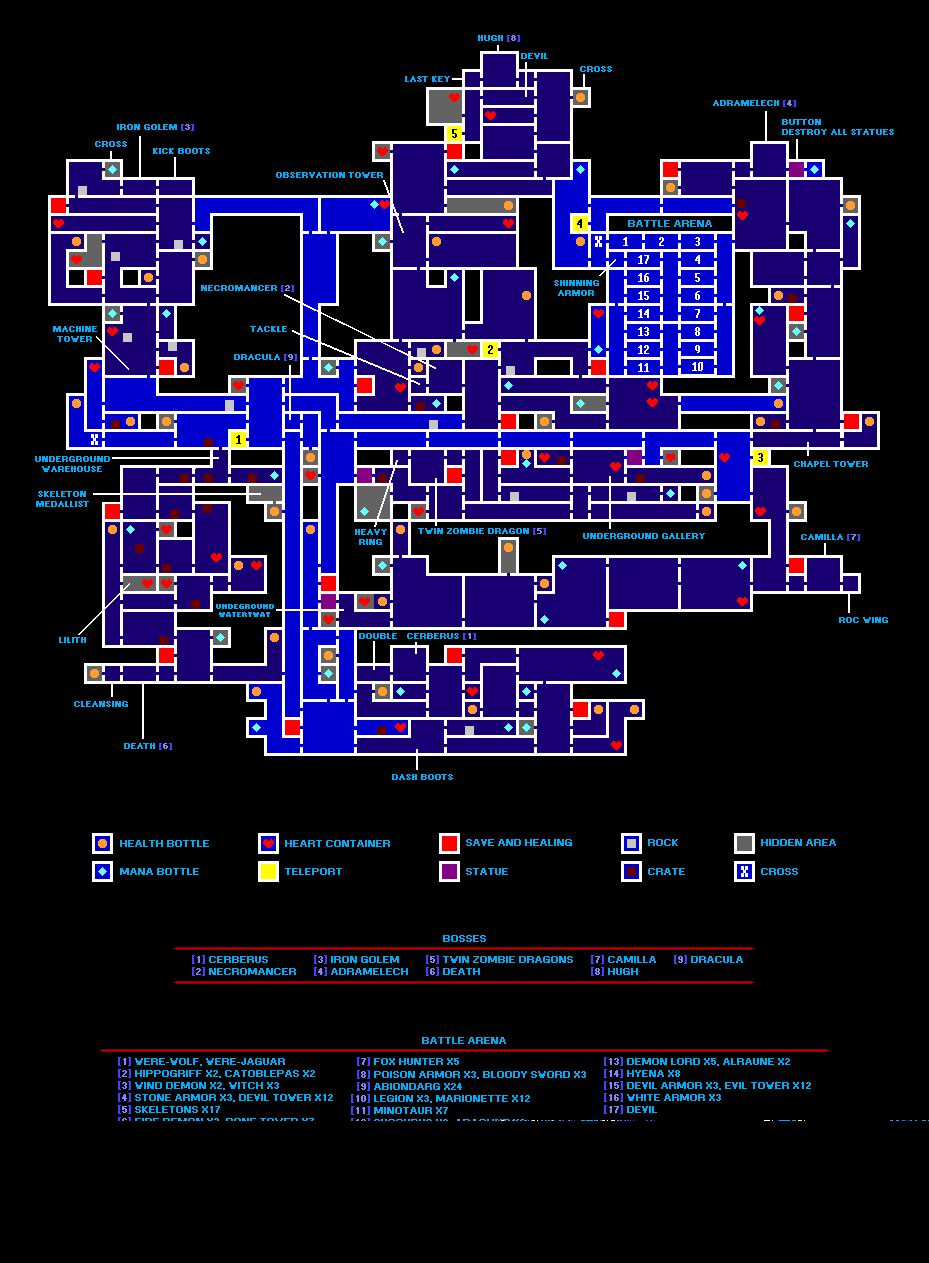 HUGH [8]
DEVIL
CROSS
LAST KEY
ADRAMELECH [4]
BUTTON
DESTROY ALL STATUES
IRON GOLEM [3]
CROSS
KICK BOOTS
5
OBSERVATION TOWER
4
BATTLE ARENA
1 2 3
17 4
16 5
15 6
14 7
13 8
12 9
11 10
SHINNING
ARMOR
NECROMANCER [2]
TACKLE
MACHINE
TOWER
DRACULA [9]
2
1
3
UNDERGROUND
WAREHOUSE
CHAPEL TOWER
SKELETON
MEDALLIST
HEAVY
RING
TWIN ZOMBIE DRAGON [5]
UNDERGROUND GALLERY
CAMILLA [7]
UNDEGROUND
WATERTWAY
ROC WING
LILITH
DOUBLE
CERBERUS [1]
CLEANSING
DEATH [6]
DASH BOOTS
HEALTH BOTTLE
HEART CONTAINER
SAVE AND HEALING
ROCK
HIDDEN AREA
MANA BOTTLE
TELEPORT
STATUE
CRATE
CROSS
BOSSES
[1] CERBERUS [3] IRON GOLEM [5] TWIN ZOMBIE DRAGONS [7] CAMILLA [9] DRACULA
[2] NECROMANCER [4] ADRAMELECH [6] DEATH [8] HUGH
BATTLE ARENA
[1] WERE-WOLF, WERE-JAGUAR
[2] HIPPOGRIFF X2, CATOBLEPAS X2
[3] WIND DEMON X2, WITCH X3
[4] STONE ARMOR X3, DEVIL TOWER X12
[5] SKELETONS X17
[7] FOX HUNTER X5
[8] POISON ARMOR X3, BLOODY SWORD X3
[9] ABIONDARG X24
[10] LEGION X3, MARIONETTE X12
[11] MINOTAUR X7
[13] DEMON LORD X5, ALRAUNE X2
[14] HYENA X8
[15] DEVIL ARMOR X3, EVIL TOWER X12
[16] WHITE ARMOR X3
[17] DEVIL